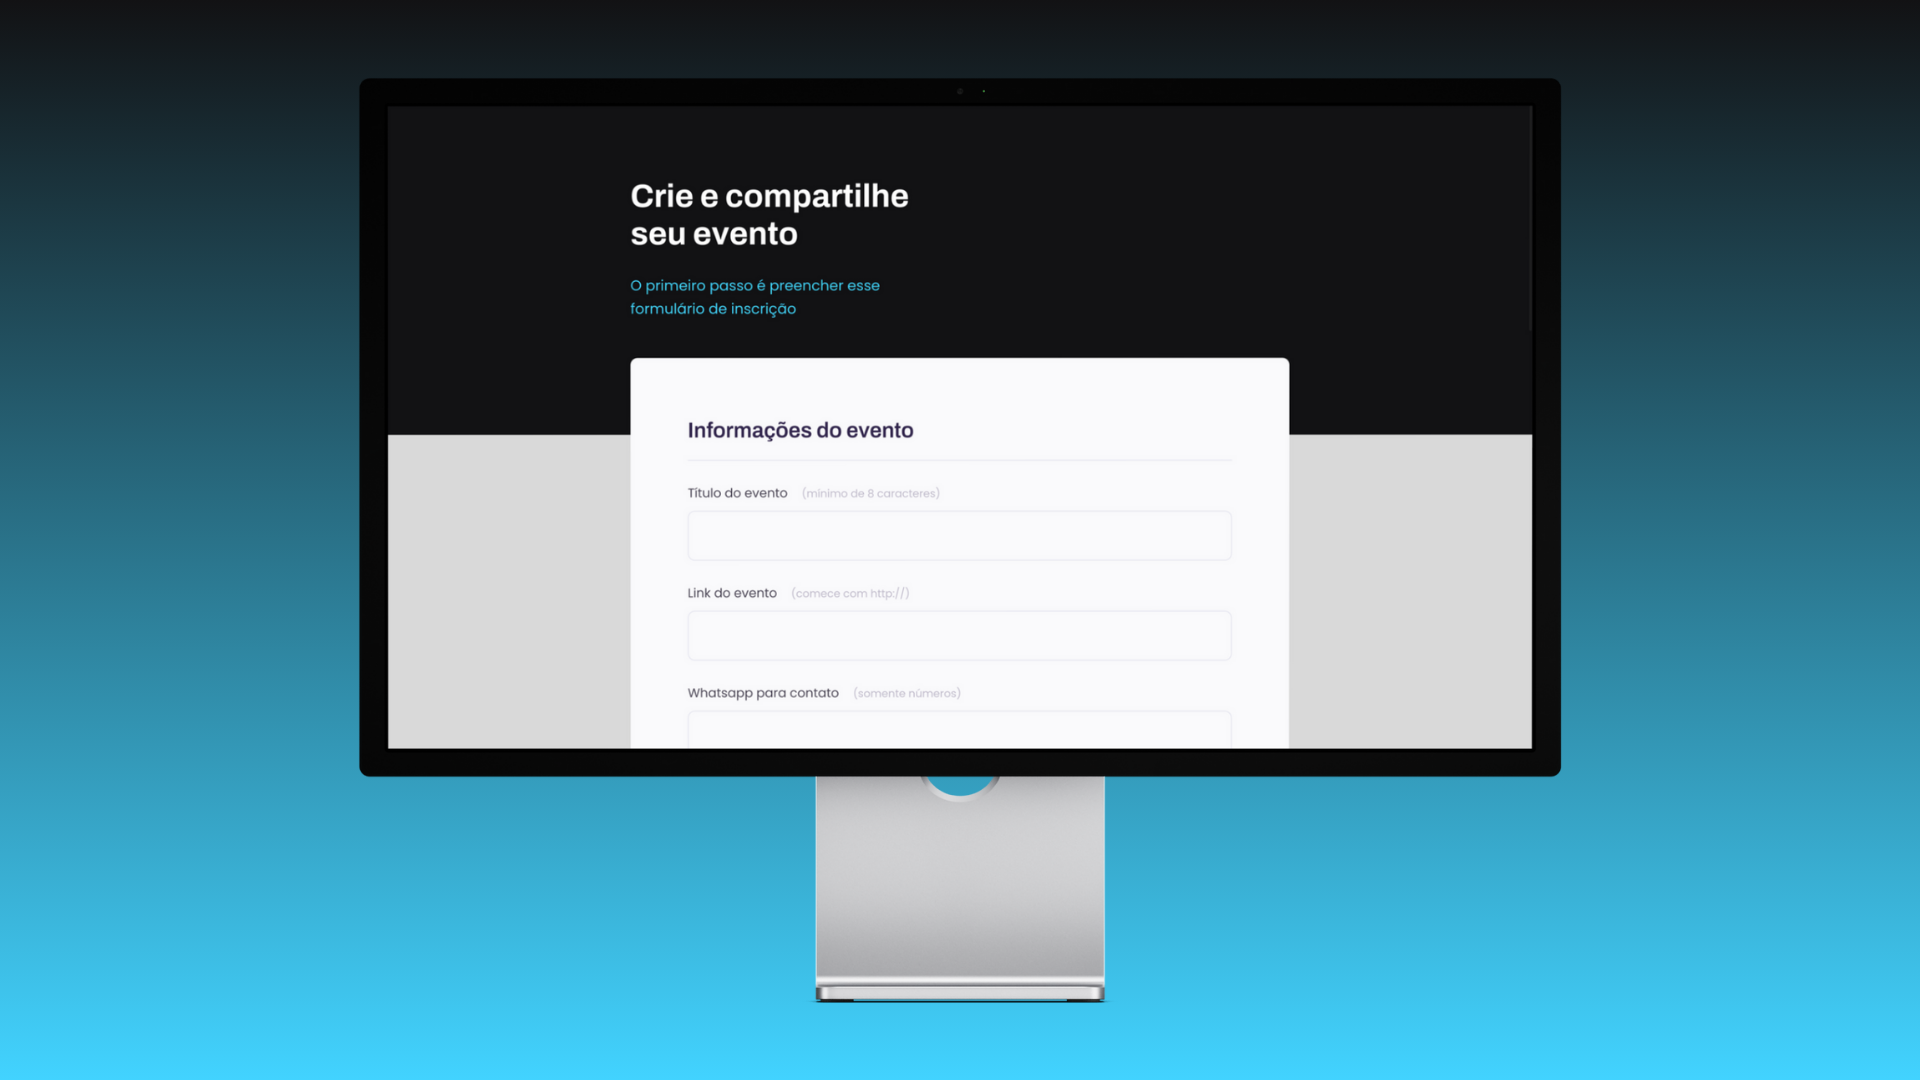 Crie e compartilhe
seu evento
O primeiro passo é preencher esse
formulário de inscrição
Informações do evento
Título do evento (mínimo de 8 caracteres)
Link do evento (comece com http://)
Whatsapp para contato (somente números)